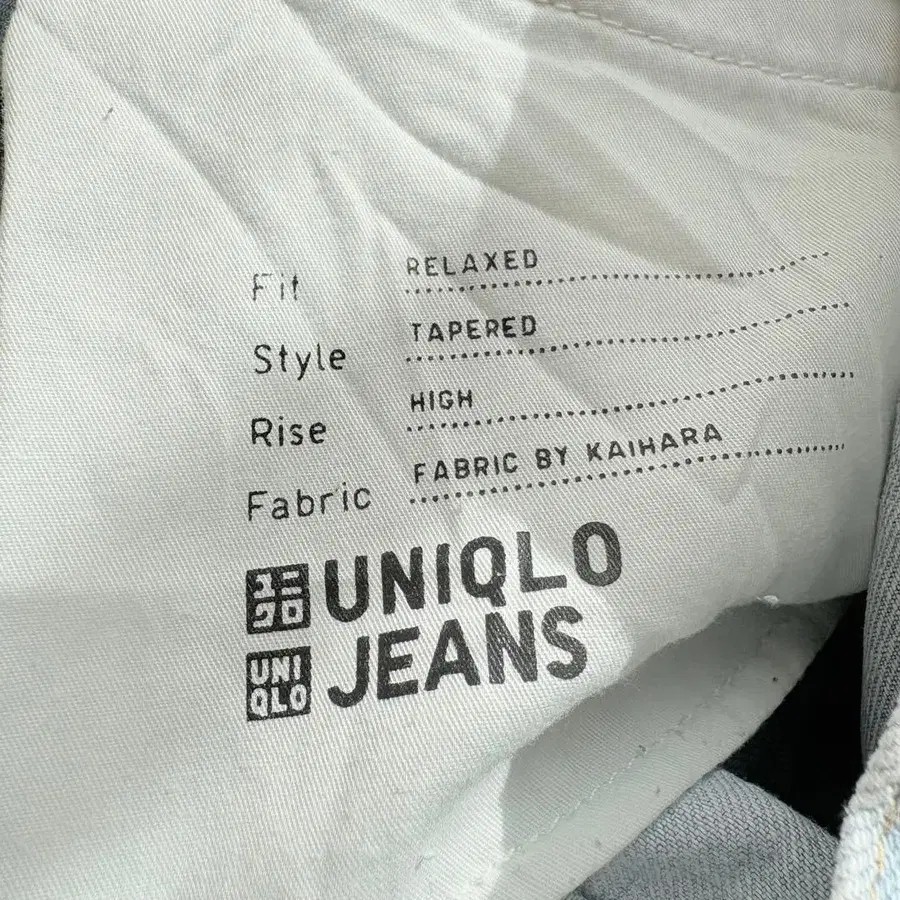 Fit RELAXED
Style TAPERED
Rise HIGH
Fabric FABRIC BY KAIHARA
ユニ
クロ
UNIQLO
UNI
QLO
JEANS